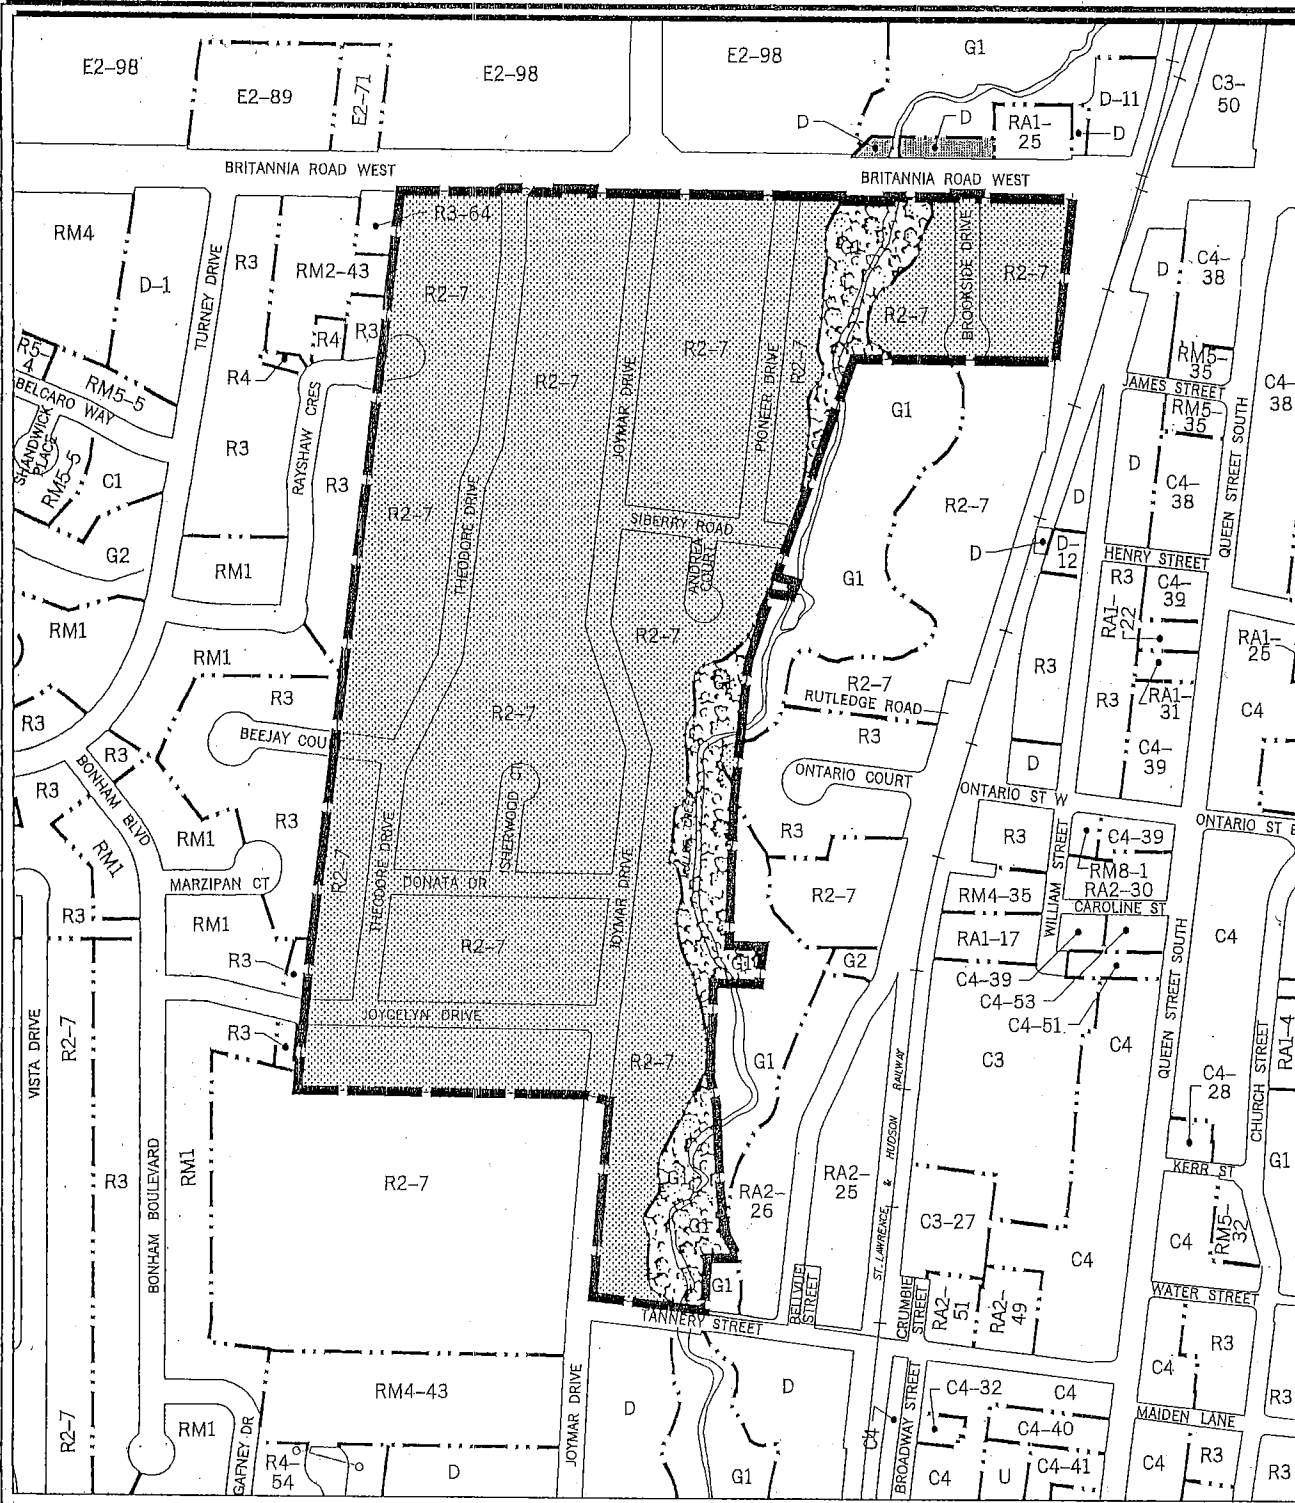 E2-98
E2-89
E2-71
E2-98
E2-98
G1
C3-
50
D
D
RA1-
25
D-11
D
BRITANNIA ROAD WEST
BRITANNIA ROAD WEST
RM4
D-1
TURNEY DRIVE
R3
RM2-43
R3-64
R4
R3
R4
R2-7
R2-7
R2-7
R2-7
G1
R2-7
BROOKSIDE DRIVE
R2-7
D
C4-
38
RM5-
35
JAMES STREET
RM5-
35
C4-
38
R5-
4
RM5-5
BELCARO WAY
SHANDWICK
PLACE
RM5-5
C1
G2
R3
RAYSHAW CRES
R3
R2-7
THEODORE DRIVE
JOYMAR DRIVE
PIONEER DRIVE
SIBERRY ROAD
ANDREA
COURT
G1
R2-7
G1
D
D
C4-
38
QUEEN STREET SOUTH
D
D-
12
HENRY STREET
RM1
RM1
RM1
R3
R2-7
R2-7
G1
R2-7
RUTLEDGE ROAD
R3
R3
R3
RA1-
22
C4-
39
RA1-
31
R3
C4-
39
RA1-
25
C4
R3
R3
BEEJAY COU
R3
BONHAM BLVD
RM1
RM1
R3
MARZIPAN CT
R2-7
THEODORE DRIVE
SHERWOOD CT
DONATA DR
JOYMAR DRIVE
ONTARIO COURT
R3
R2-7
D
ONTARIO ST W
R3
WILLIAM STREET
C4-39
RM8-1
RA2-30
CAROLINE ST
ONTARIO ST E
R3
RM1
R3
R2-7
G1
G2
RM4-35
RA1-17
C4-39
C4-53
C4-51
QUEEN STREET SOUTH
C4
VISTA DRIVE
R2-7
R3
JOYCELYN DRIVE
R2-7
G1
ST. LAWRENCE & HUDSON RAILWAY
C3
C4
C4-
28
CHURCH STREET
RA1-4
KERR ST
G1
R3
BONHAM BOULEVARD
RM1
R2-7
G1
G1
G1
RA2-
26
RA2-
25
C3-27
C4
C4
RM5-
32
WATER STREET
TANNERY STREET
BELLVUE
STREET
CRUMBIE
STREET
RA2-
51
RA2-
49
C4
R3
R3
R2-7
RM1
GAFNEY DR
RM4-43
R4-
54
D
JOYMAR DRIVE
D
G1
D
C4
BROADWAY STREET
C4-32
C4
C4
C4-40
U
C4-41
MAIDEN LANE
C4
R3
R3